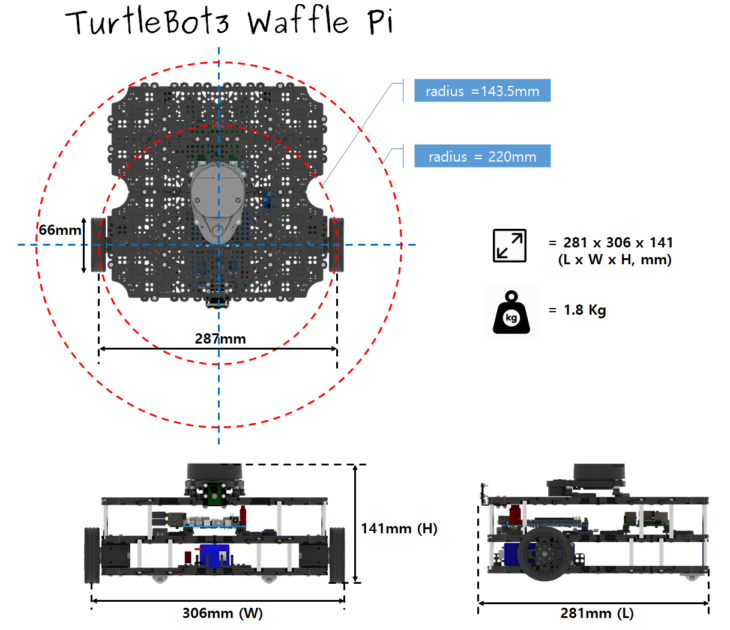 TurtleBot3 Waffle Pi
radius =143.5mm
radius = 220mm
66mm
= 281 x 306 x 141
(L x W x H, mm)
kg
= 1.8 Kg
287mm
141mm (H)
306mm (W)
281mm (L)